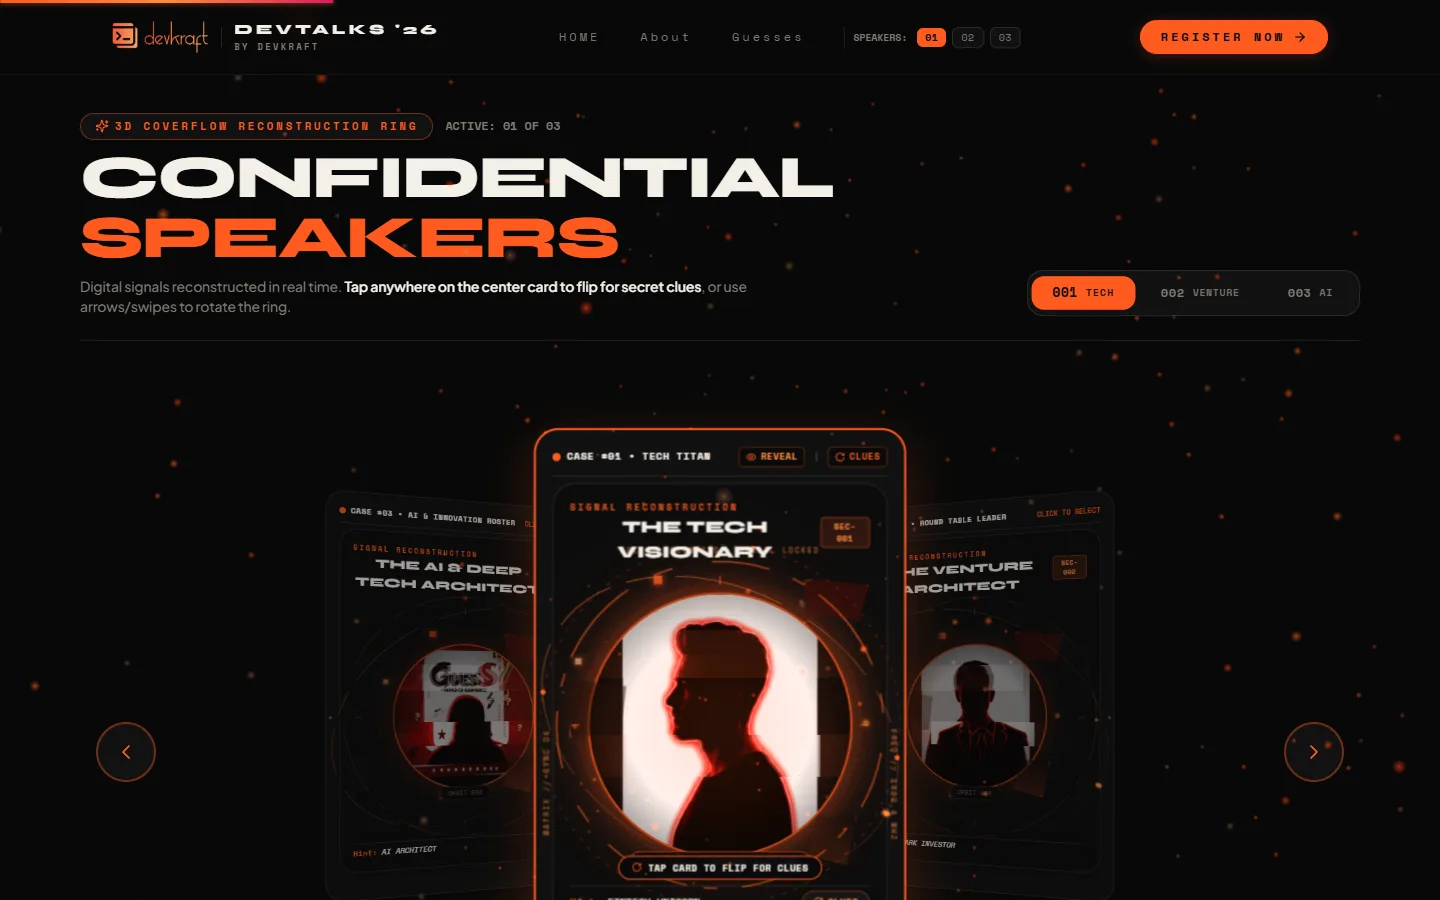 devkraft
DEVTALKS '26
BY DEVKRAFT
HOME
About
Guesses
SPEAKERS: 01 02 03
REGISTER NOW →
3D COVERFLOW RECONSTRUCTION RING
ACTIVE: 01 OF 03
CONFIDENTIAL
SPEAKERS
Digital signals reconstructed in real time. Tap anywhere on the center card to flip for secret clues, or use
arrows/swipes to rotate the ring.
001 TECH
002 VENTURE
003 AI
CASE #03 • AI & INNOVATION ROSTER
SIGNAL RECONSTRUCTION
THE AI & DEEP
TECH ARCHITECT
GUESS
Hint: AI ARCHITECT
CASE #01 • TECH TITAN
REVEAL
|
CLUES
SIGNAL RECONSTRUCTION
THE TECH
VISIONARY
LOCKED
SEC-
001
TAP CARD TO FLIP FOR CLUES
• ROUND TABLE LEADER
CLICK TO SELECT
RECONSTRUCTION
HE VENTURE
ARCHITECT
SEC-
002
ARK INVESTOR